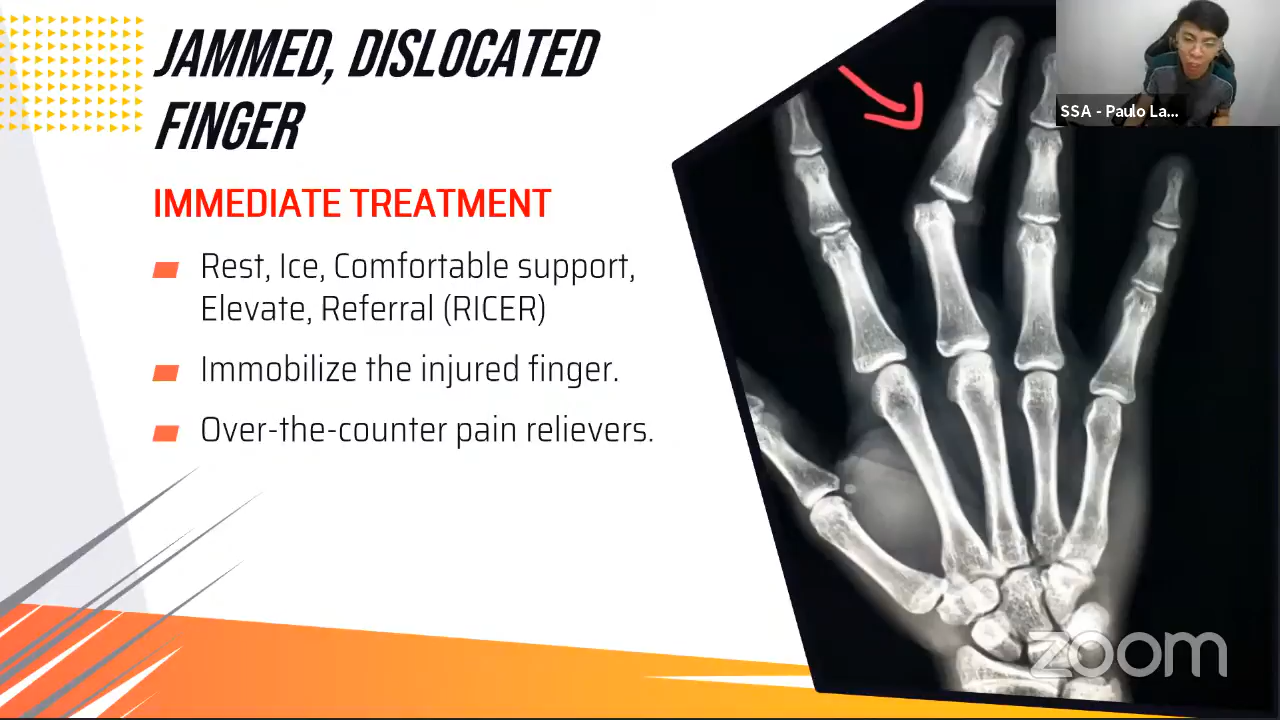 JAMMED, DISLOCATED
FINGER
IMMEDIATE TREATMENT
Rest, Ice, Comfortable support,
Elevate, Referral (RICER)
Immobilize the injured finger.
Over-the-counter pain relievers.
SSA - Paulo La...
zoom